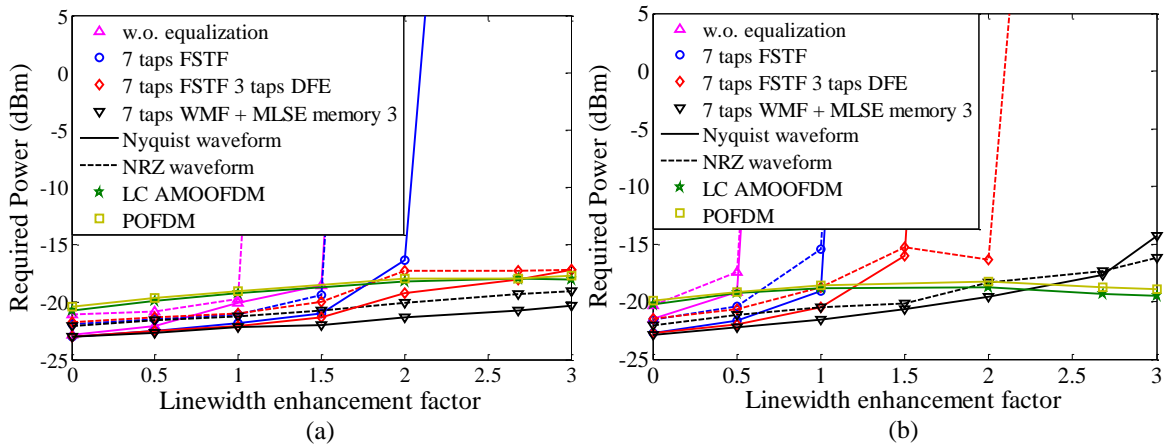 Required Power (dBm)
5
0
-5
-10
-15
-20
-25
w.o. equalization
7 taps FSTF
7 taps FSTF 3 taps DFE
7 taps WMF + MLSE memory 3
Nyquist waveform
NRZ waveform
LC AMOOFDM
POFDM
0 0.5 1 1.5 2 2.5 3
Linewidth enhancement factor
(a)
Required Power (dBm)
5
0
-5
-10
-15
-20
-25
w.o. equalization
7 taps FSTF
7 taps FSTF 3 taps DFE
7 taps WMF + MLSE memory 3
Nyquist waveform
NRZ waveform
LC AMOOFDM
POFDM
0 0.5 1 1.5 2 2.5 3
Linewidth enhancement factor
(b)